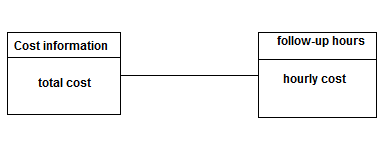 Cost information
total cost
follow-up hours
hourly cost